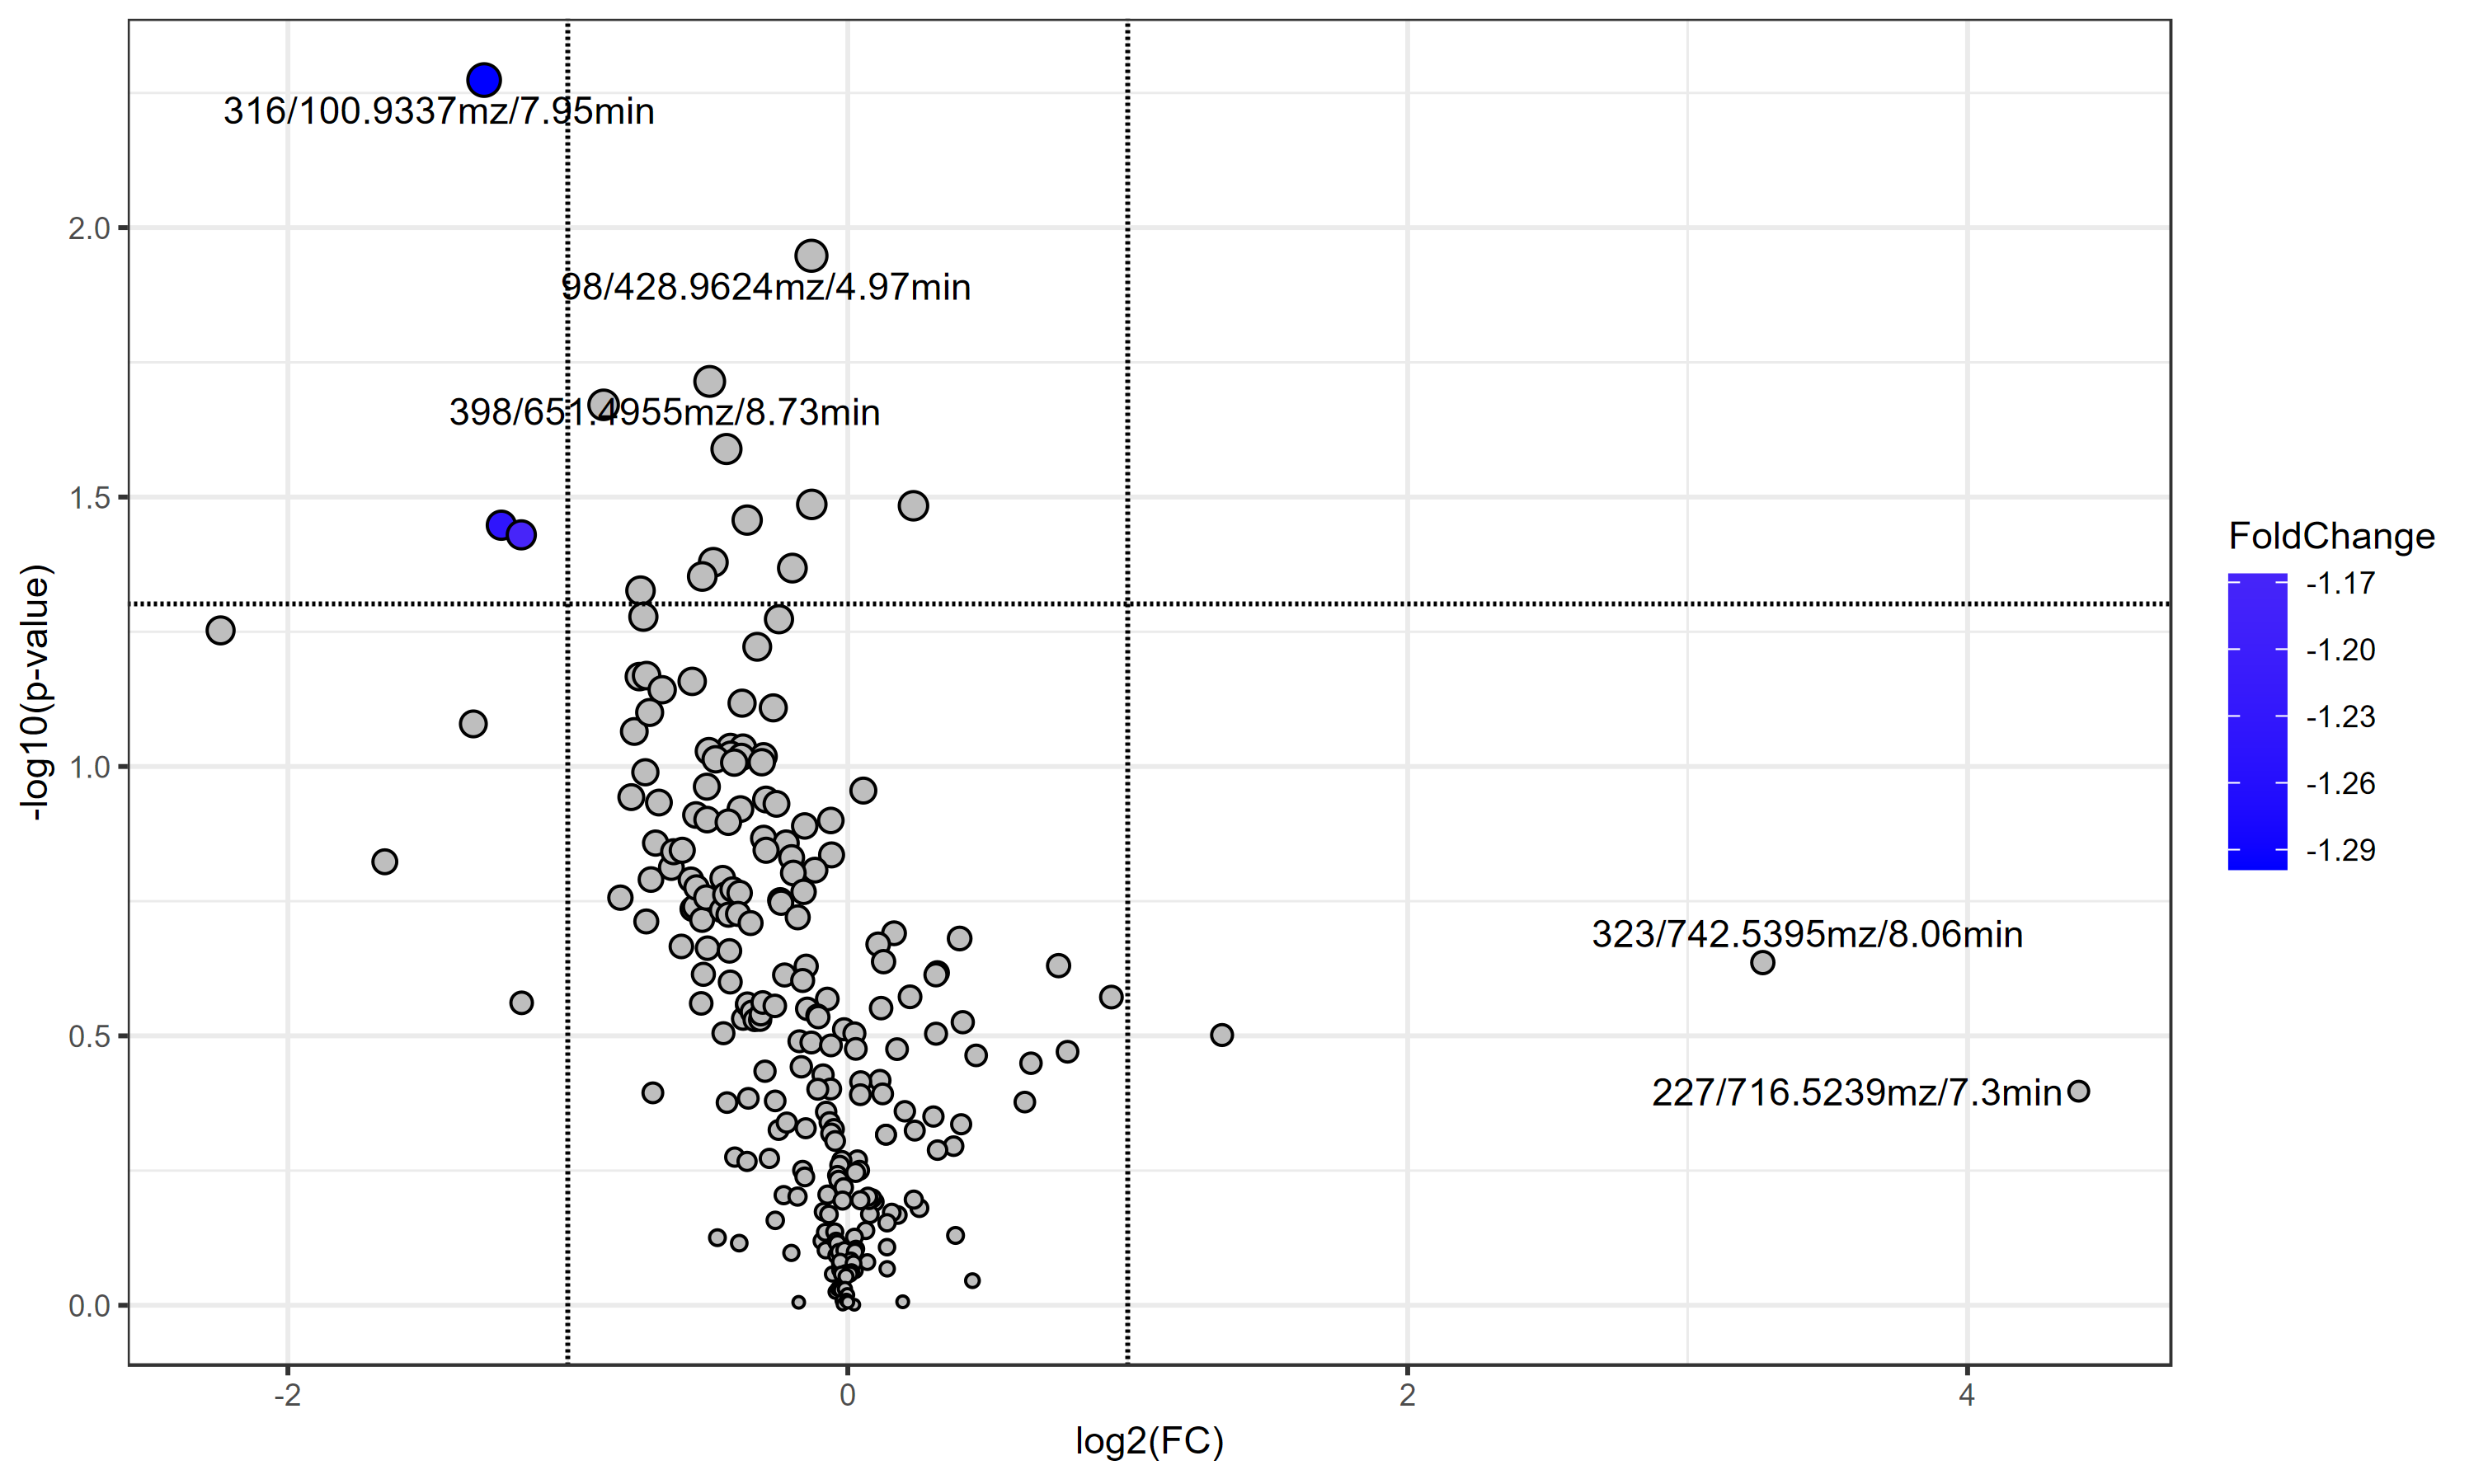 316/100.9337mz/7.95min
2.0
98/428.9624mz/4.97min
398/651.4955mz/8.73min
1.5
FoldChange
-1.17
-1.20
-1.23
-1.26
-1.29
-log10(p-value)
1.0
323/742.5395mz/8.06min
0.5
227/716.5239mz/7.3min
0.0
-2
0
2
4
log2(FC)